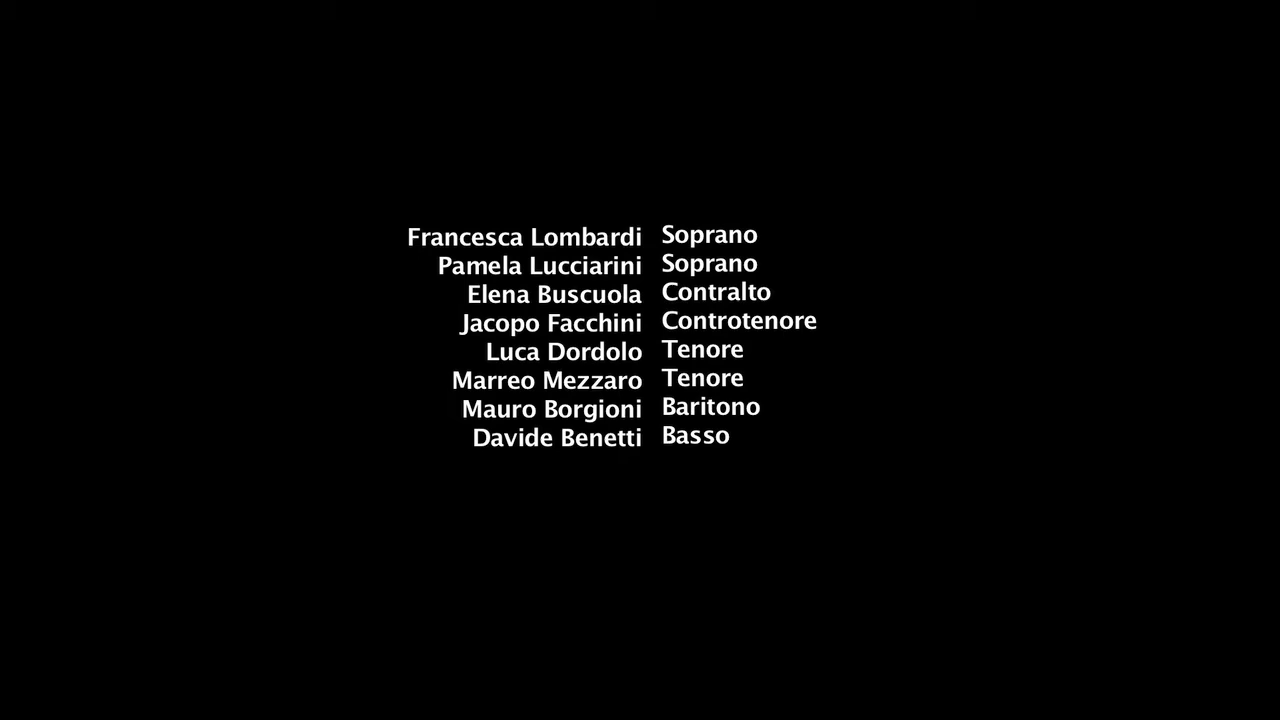 Francesca Lombardi Soprano
Pamela Lucciarini Soprano
Elena Buscuola Contralto
Jacopo Facchini Controtenore
Luca Dordolo Tenore
Marreo Mezzaro Tenore
Mauro Borgioni Baritono
Davide Benetti Basso